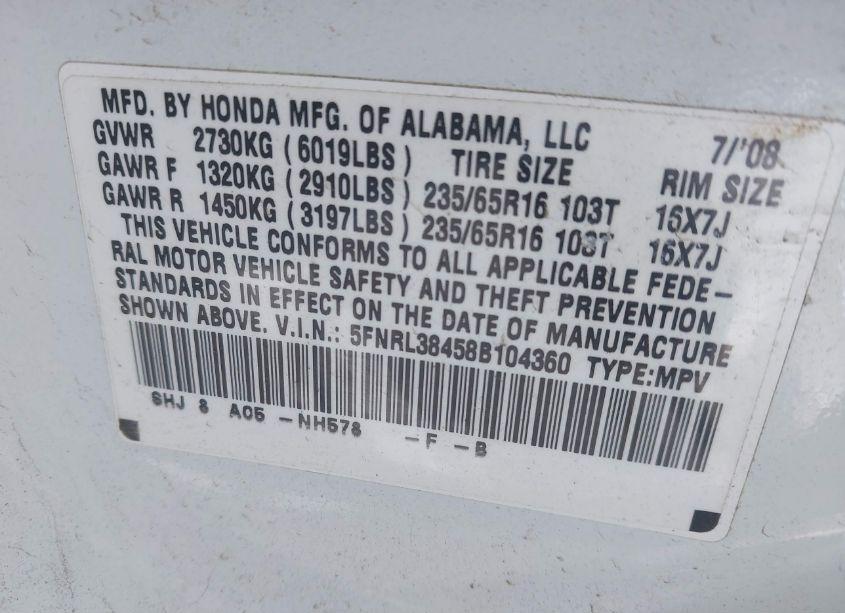 MFD. BY HONDA MFG. OF ALABAMA, LLC 7/'08
GVWR 2730KG (6019LBS) TIRE SIZE RIM SIZE
GAWR F 1320KG (2910LBS) 235/65R16 103T 16X7J
GAWR R 1450KG (3197LBS) 235/65R16 103T 16X7J
THIS VEHICLE CONFORMS TO ALL APPLICABLE FEDE-
RAL MOTOR VEHICLE SAFETY AND THEFT PREVENTION
STANDARDS IN EFFECT ON THE DATE OF MANUFACTURE
SHOWN ABOVE. V.I.N.: 5FNRL38458B104360 TYPE:MPV
SHJ 8 A05 -NH578 -F -B